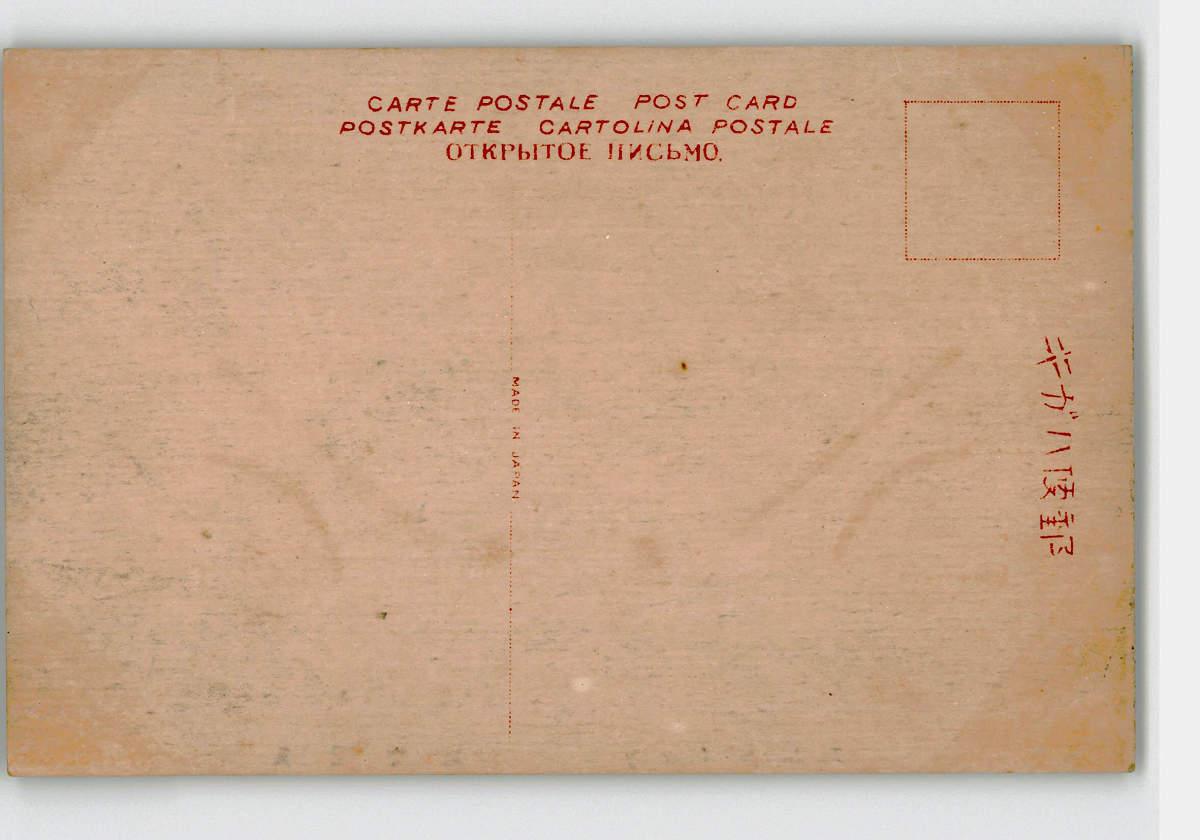 CARTE POSTALE POST CARD
POSTKARTE CARTOLiNA POSTALE
ОТКРЫТОЕ ПИСЬМО.
MADE IN JAPAN
郵便ハガキ